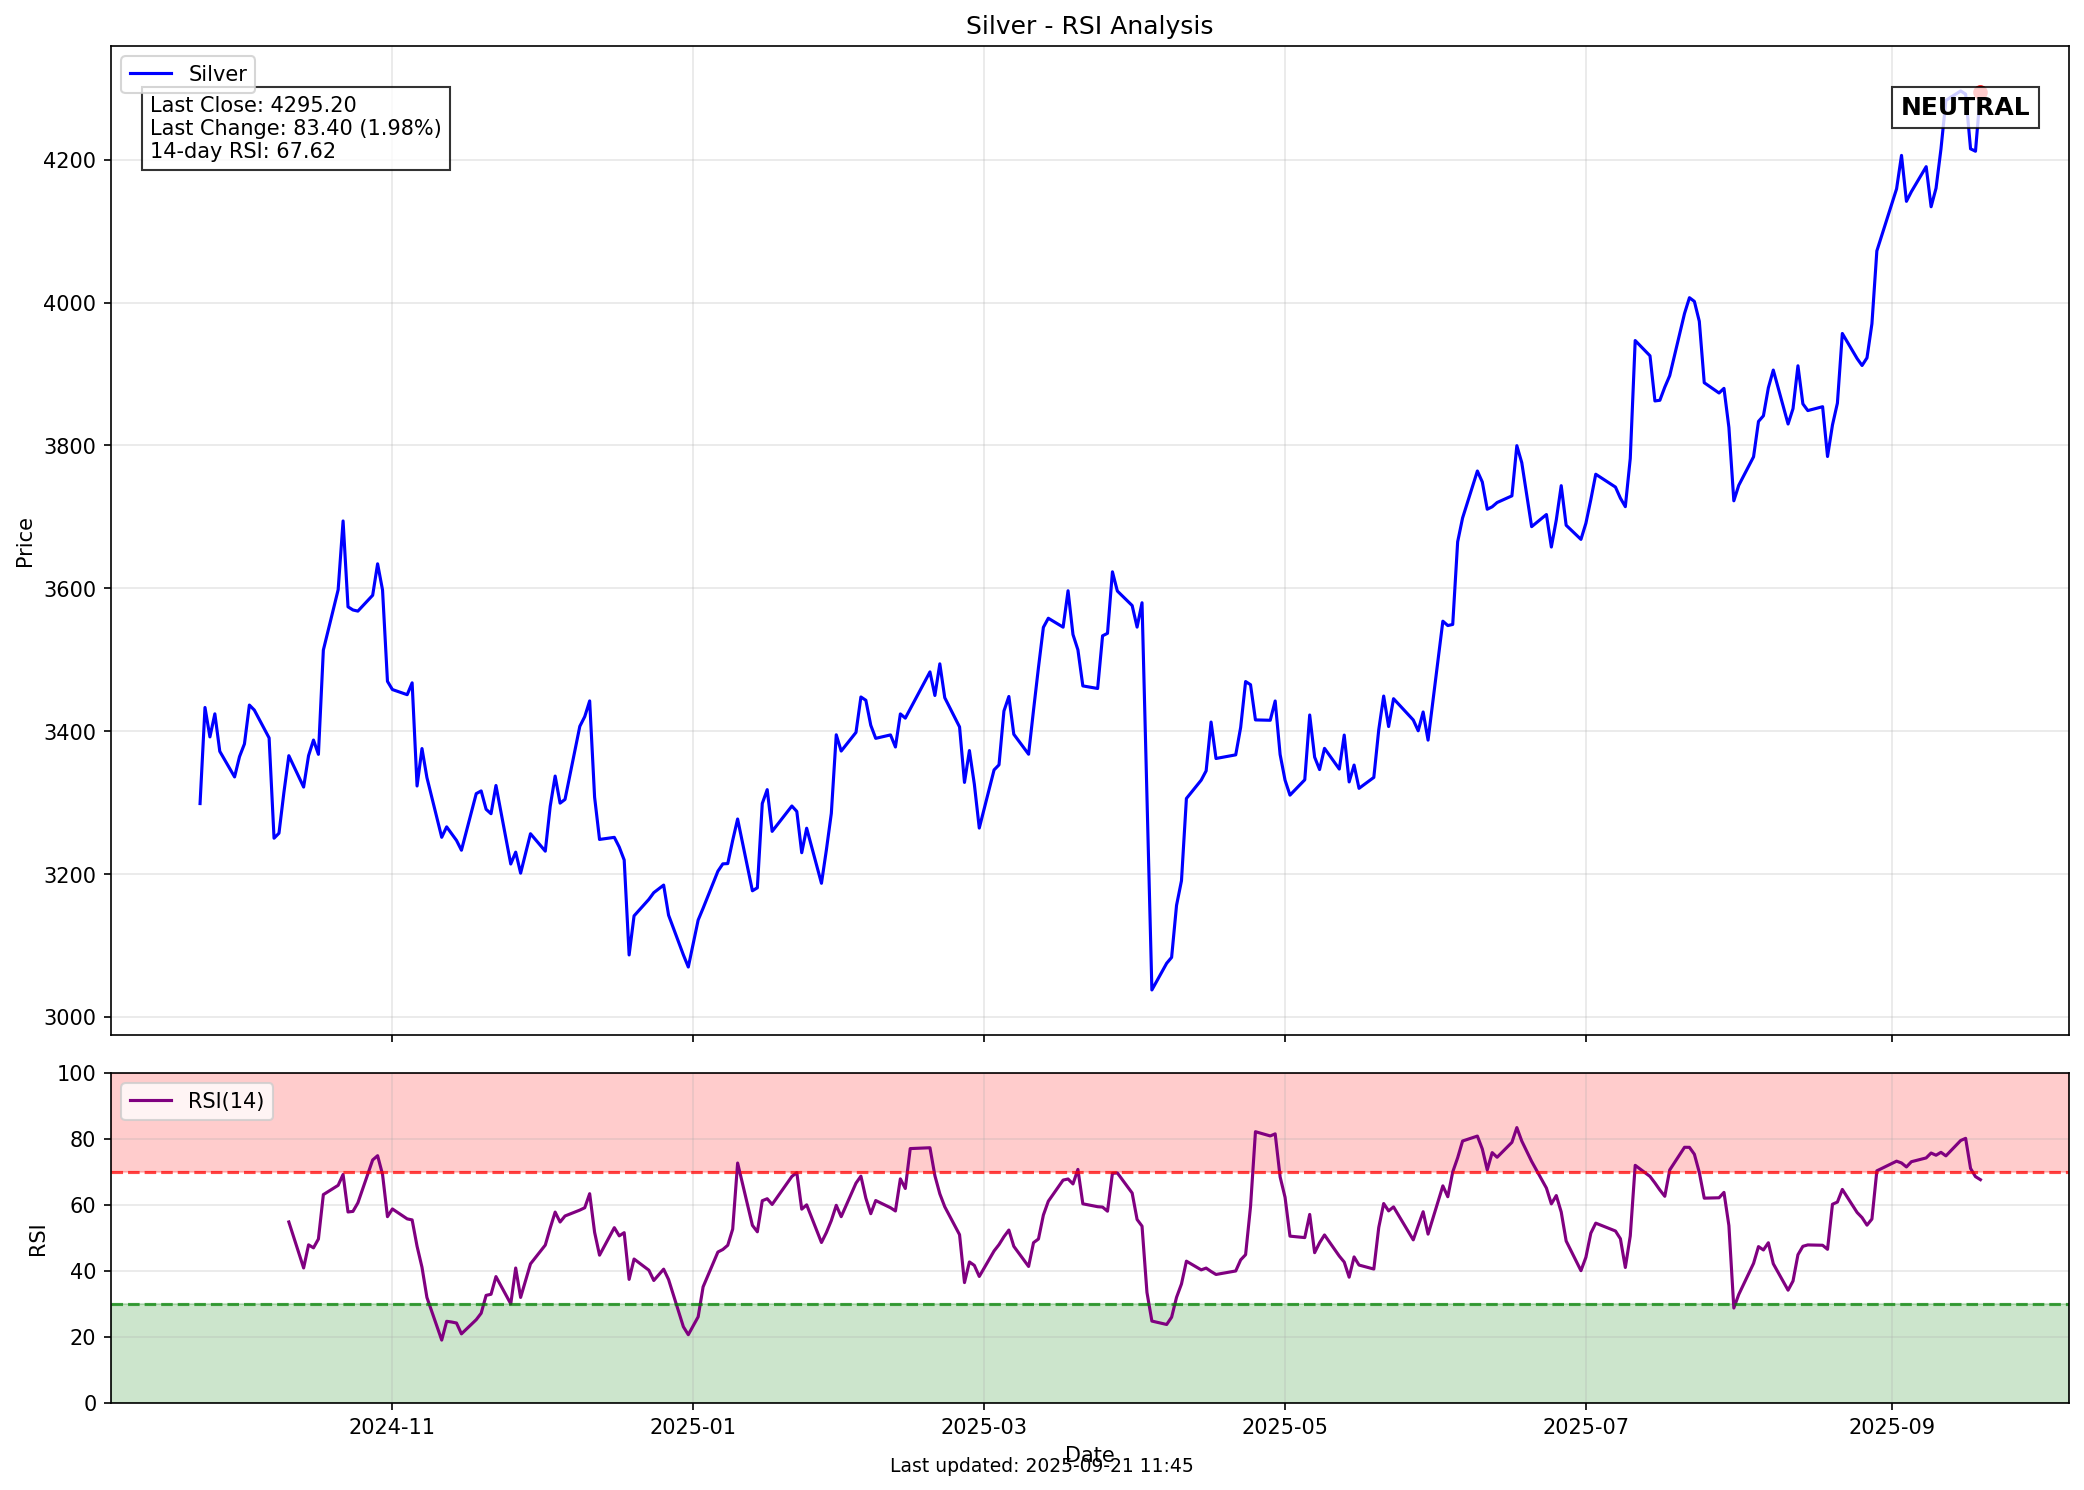 Silver - RSI Analysis
Silver
Last Close: 4295.20
Last Change: 83.40 (1.98%)
14-day RSI: 67.62
NEUTRAL
4200
4000
3800
3600
3400
3200
3000
Price
RSI(14)
100
80
60
40
20
0
RSI
2024-11
2025-01
2025-03
2025-05
2025-07
2025-09
Date
Last updated: 2025-09-21 11:45